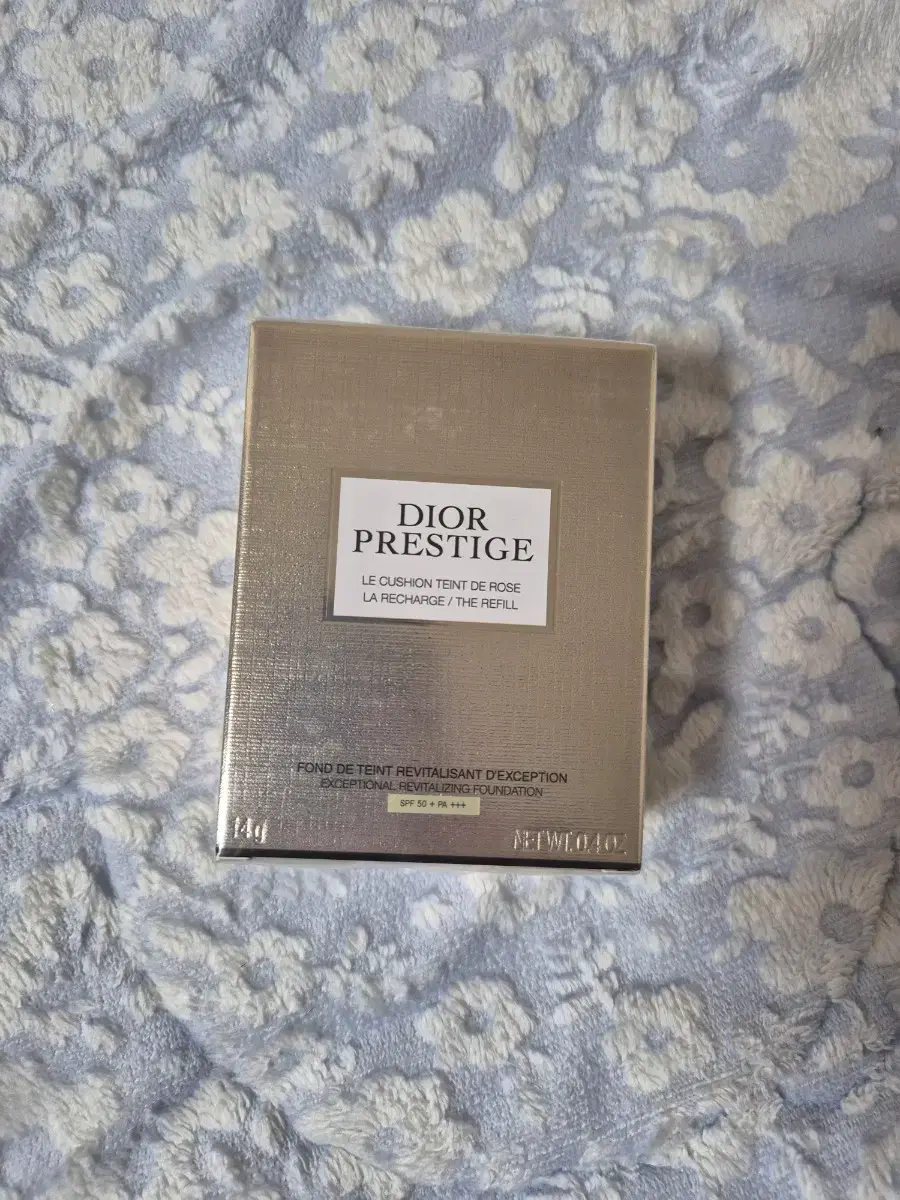 DIOR
PRESTIGE
LE CUSHION TEINT DE ROSE
LA RECHARGE / THE REFILL
FOND DE TEINT REVITALISANT D'EXCEPTION
EXCEPTIONAL REVITALIZING FOUNDATION
SPF 50 + PA +++
14g
NET WT. 0.4 OZ